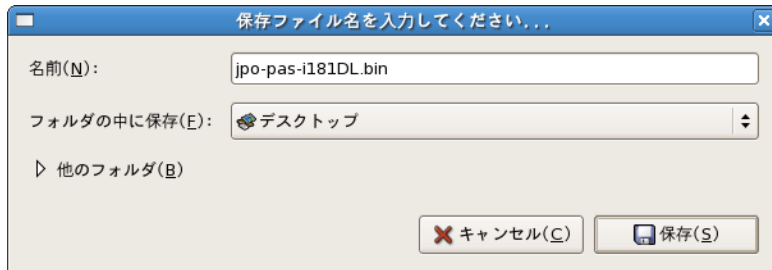 保存ファイル名を入力してください...
名前(N): jpo-pas-i181DL.bin
フォルダの中に保存(F): デスクトップ
他のフォルダ(B)
キャンセル(C) 保存(S)